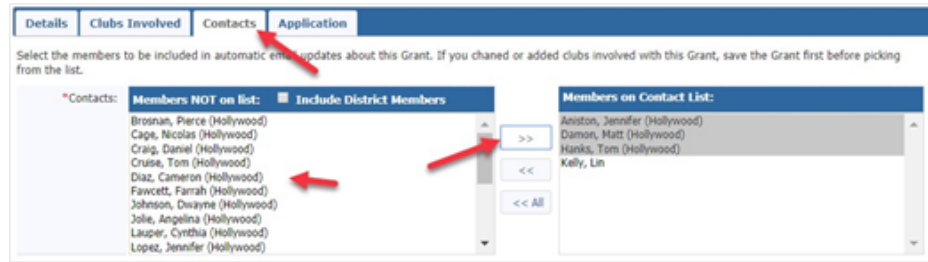 Details Clubs Involved Contacts Application
Select the members to be included in automatic email updates about this Grant. If you chaned or added clubs involved with this Grant, save the Grant first before picking
from the list.
*Contacts: Members NOT on list: Include District Members Members on Contact List:
Brosnan, Pierce (Hollywood)
Cage, Nicolas (Hollywood)
Craig, Daniel (Hollywood)
Cruise, Tom (Hollywood)
Diaz, Cameron (Hollywood)
Fawcett, Farrah (Hollywood)
Johnson, Dwayne (Hollywood)
Jolie, Angelina (Hollywood)
Lauper, Cynthia (Hollywood)
Lopez, Jennifer (Hollywood)
>>
<<
<< All
Aniston, Jennifer (Hollywood)
Damon, Matt (Hollywood)
Hanks, Tom (Hollywood)
Kelly, Lin